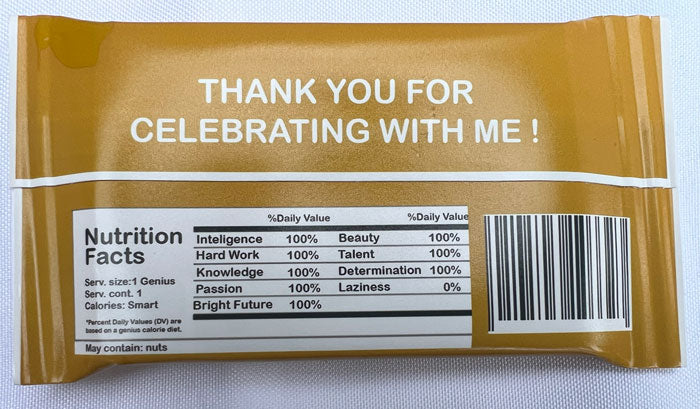 THANK YOU FOR
CELEBRATING WITH ME !
Nutrition
Facts
Serv. size:1 Genius
Serv. cont. 1
Calories: Smart
*Percent Daily Values (DV) are
based on a genius calorie diet.
%Daily Value %Daily Value
Inteligence 100% Beauty 100%
Hard Work 100% Talent 100%
Knowledge 100% Determination 100%
Passion 100% Laziness 0%
Bright Future 100%
May contain: nuts